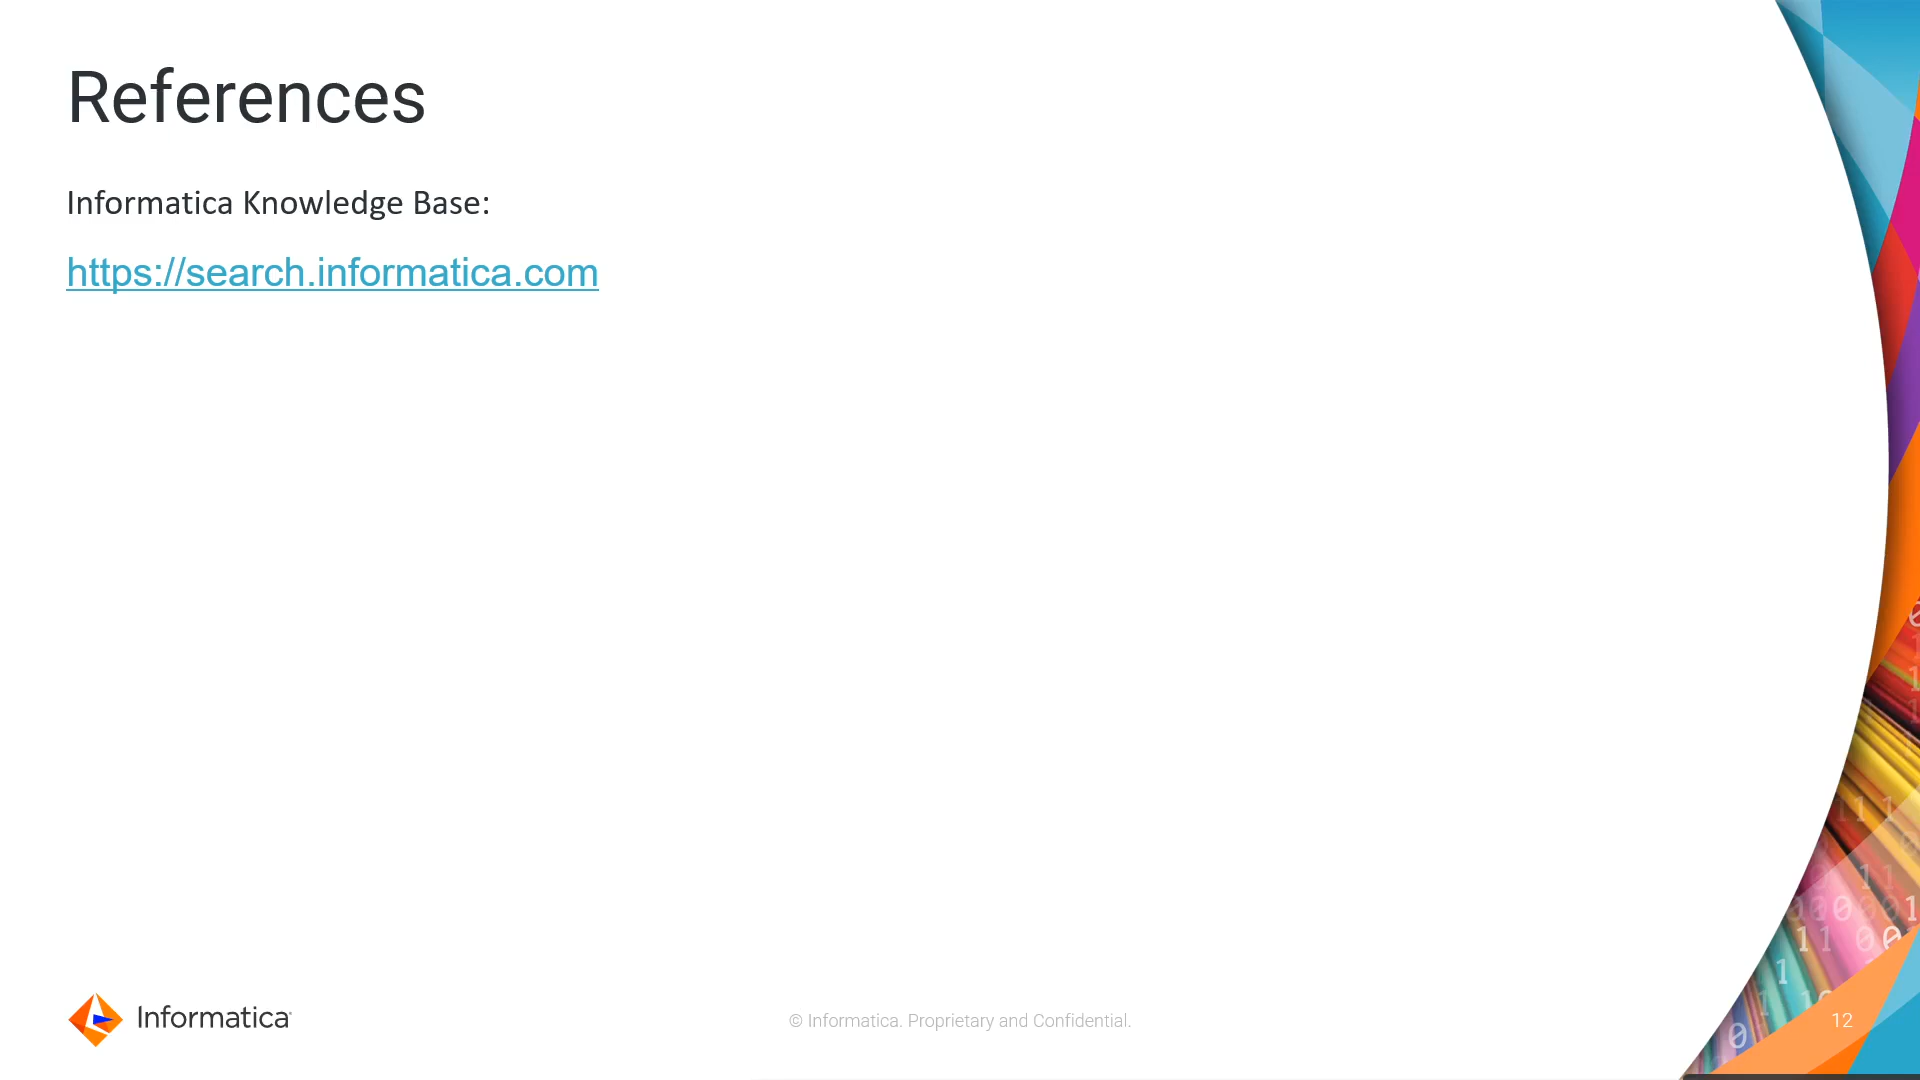 References
Informatica Knowledge Base:
https://search.informatica.com
Informatica
© Informatica. Proprietary and Confidential.
12